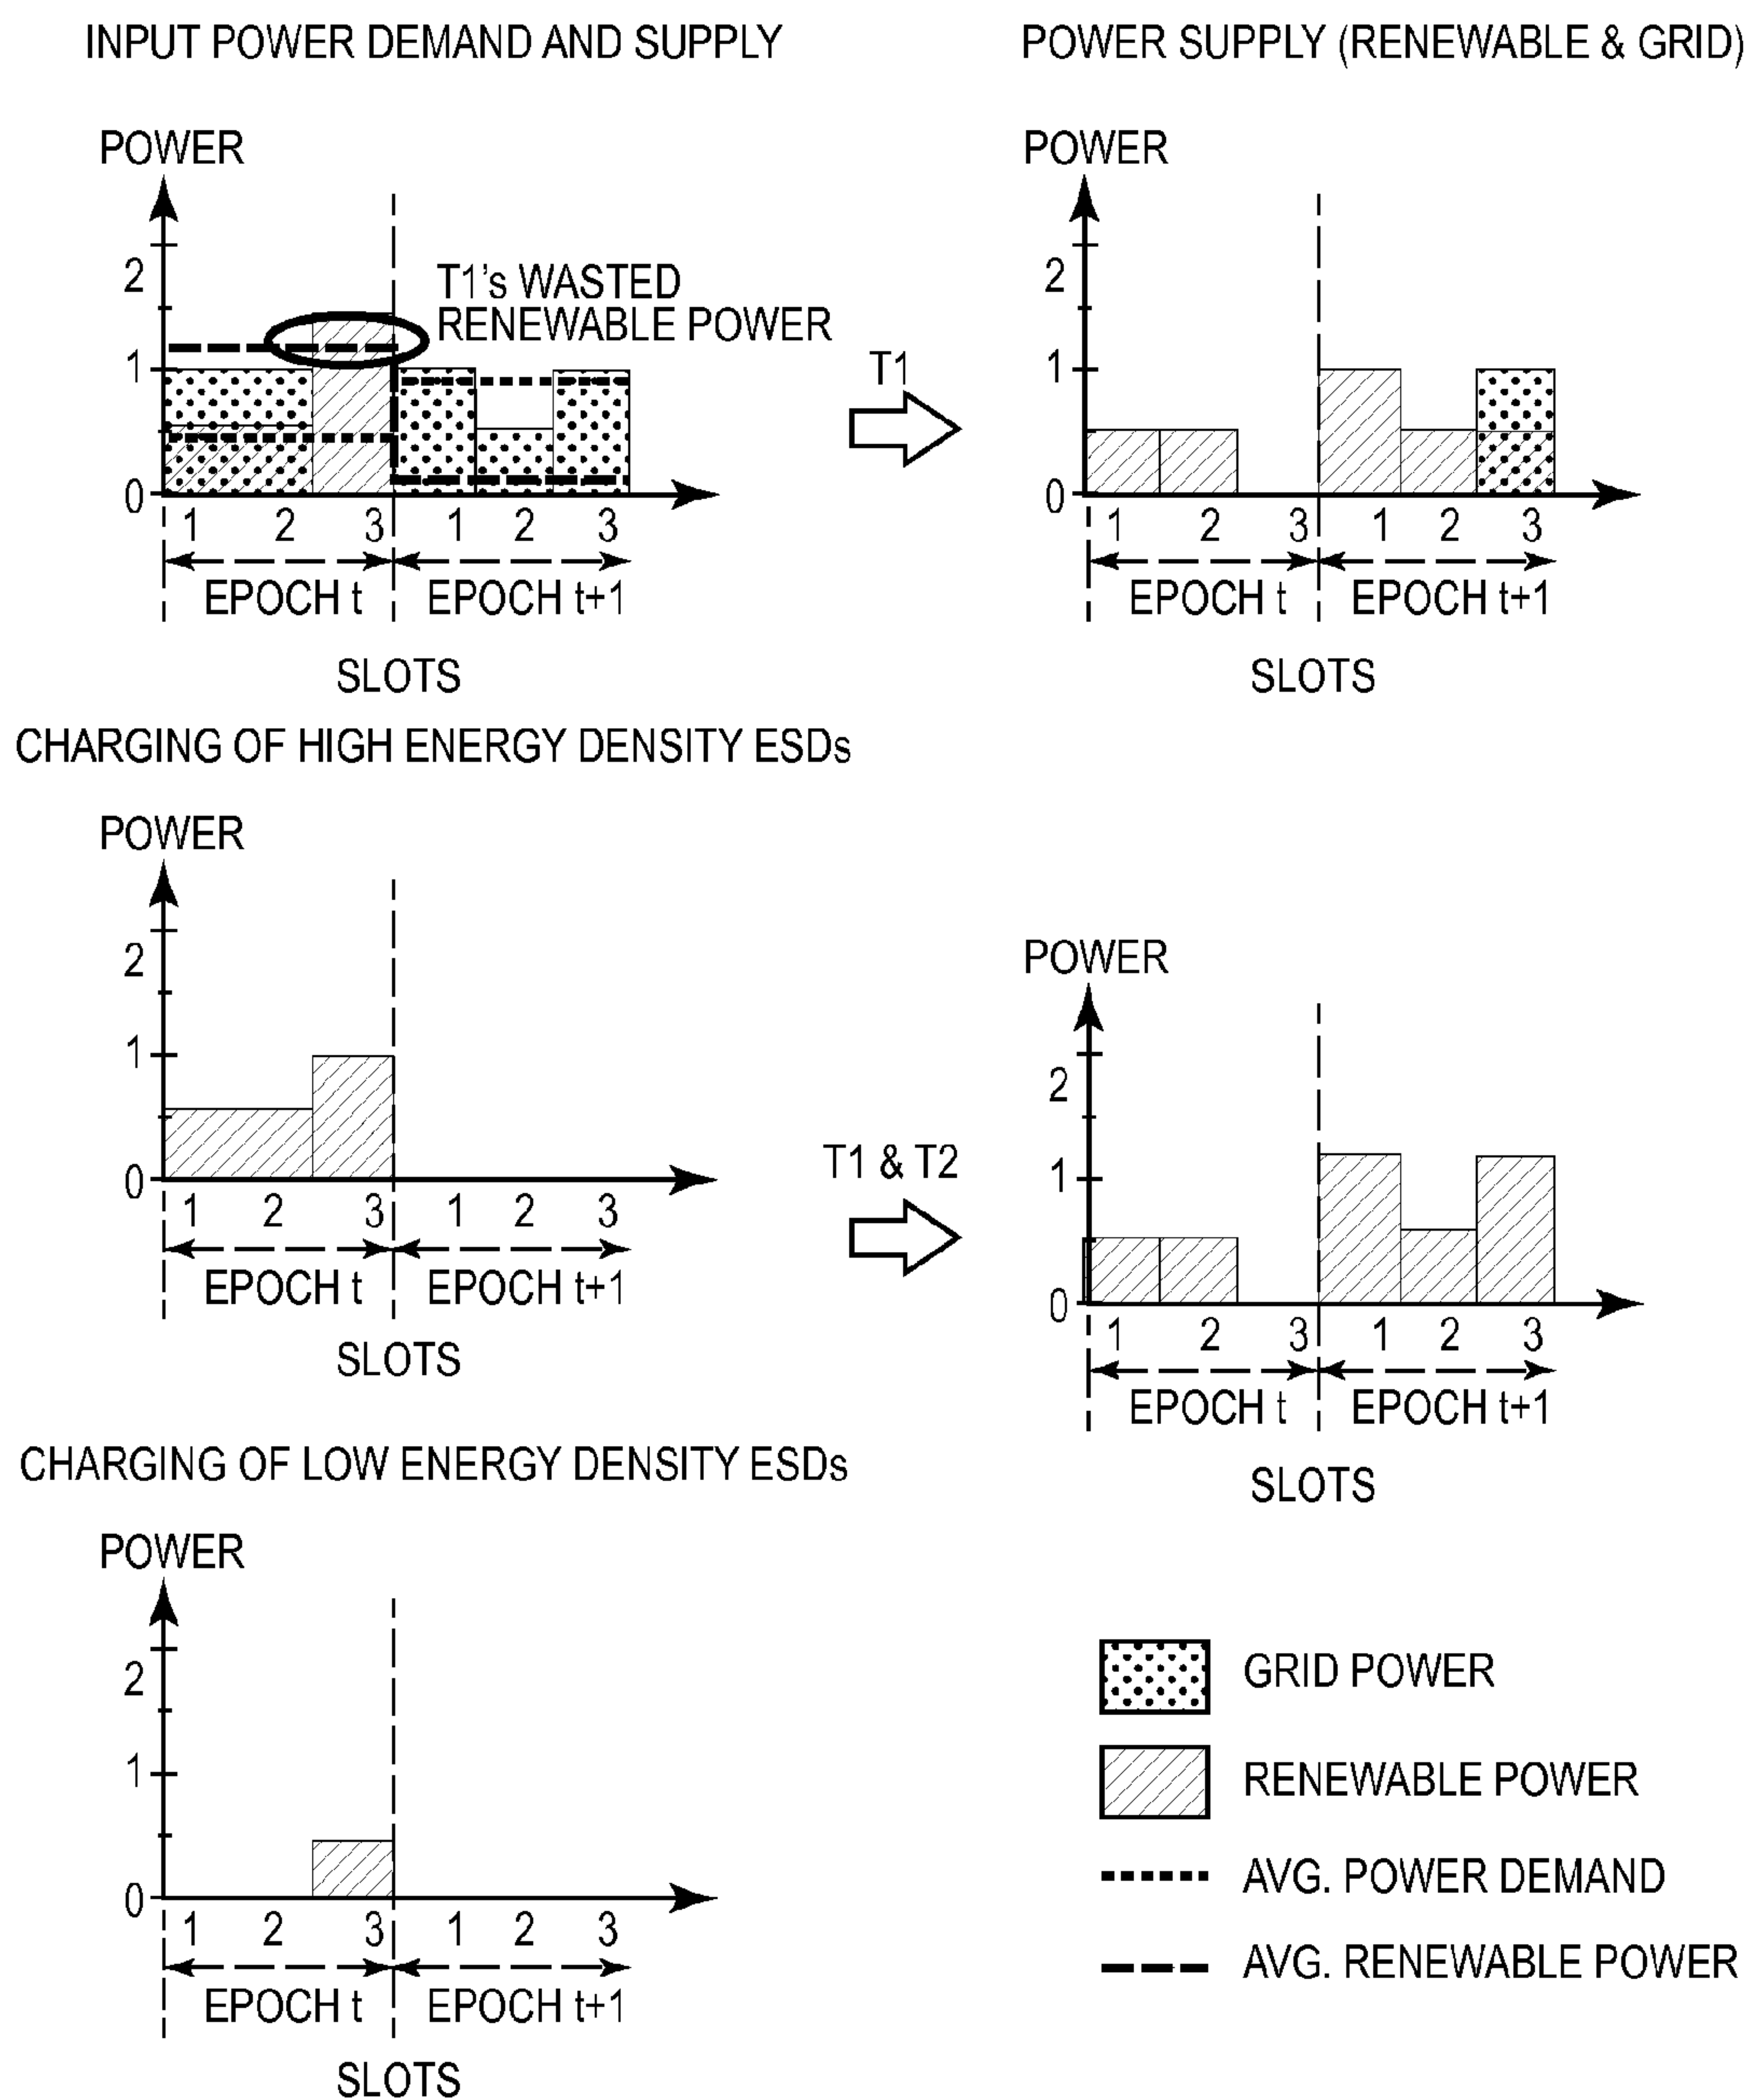 INPUT POWER DEMAND AND SUPPLY
POWER
2
1
0
T1's WASTED
RENEWABLE POWER
1 2 3 1 2 3
EPOCH t EPOCH t+1
SLOTS
T1
POWER SUPPLY (RENEWABLE & GRID)
POWER
2
1
0
1 2 3 1 2 3
EPOCH t EPOCH t+1
SLOTS
CHARGING OF HIGH ENERGY DENSITY ESDs
POWER
2
1
0
1 2 3 1 2 3
EPOCH t EPOCH t+1
SLOTS
T1 & T2
POWER
2
1
0
1 2 3 1 2 3
EPOCH t EPOCH t+1
SLOTS
CHARGING OF LOW ENERGY DENSITY ESDs
POWER
2
1
0
1 2 3 1 2 3
EPOCH t EPOCH t+1
SLOTS
GRID POWER
RENEWABLE POWER
AVG. POWER DEMAND
AVG. RENEWABLE POWER